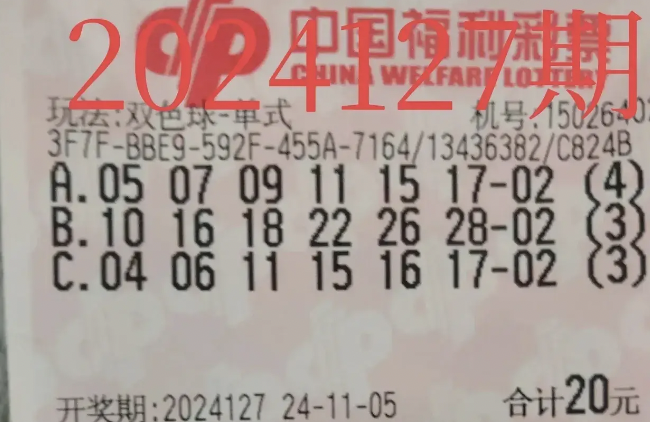 2024127期
中国福利彩票
CHINA WELFARE LOTTERY
玩法:双色球-单式 机号:15026402
3F7F-BBE9-592F-455A-7164/13436382/C824B
A.05 07 09 11 15 17-02 (4)
B.10 16 18 22 26 28-02 (3)
C.04 06 11 15 16 17-02 (3)
开奖期:2024127 24-11-05 合计20元